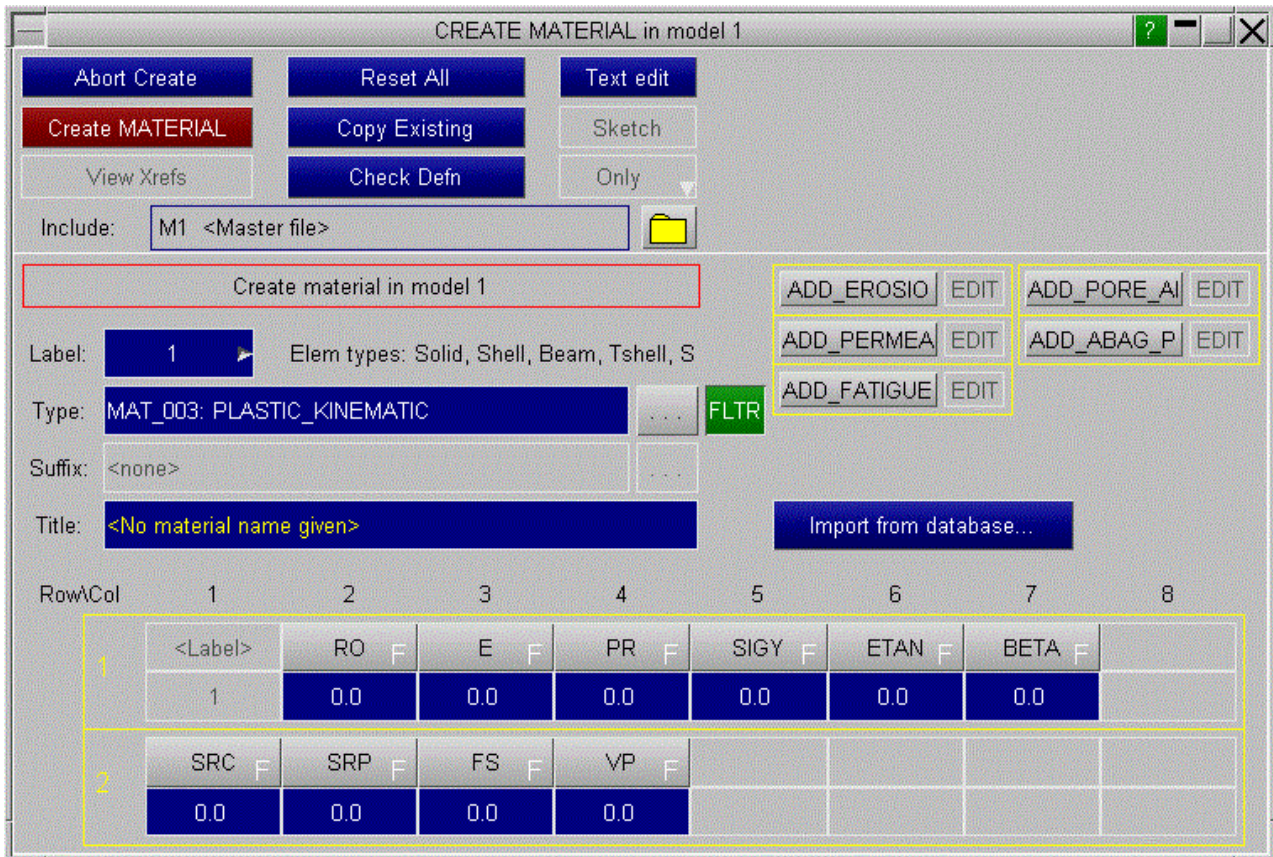 CREATE MATERIAL in model 1 ?
Abort Create Reset All Text edit
Create MATERIAL Copy Existing Sketch
View Xrefs Check Defn Only
Include: M1 <Master file>
Create material in model 1 ADD_EROSIO EDIT ADD_PORE_AI EDIT
Label: 1 Elem types: Solid, Shell, Beam, Tshell, S ADD_PERMEA EDIT ADD_ABAG_P EDIT
ADD_FATIGUE EDIT
Type: MAT_003: PLASTIC_KINEMATIC ... FLTR
Suffix: <none> ...
Title: <No material name given> Import from database...
Row\Col 1 2 3 4 5 6 7 8
1 <Label> RO F E F PR F SIGY F ETAN F BETA F
1 0.0 0.0 0.0 0.0 0.0 0.0
2 SRC F SRP F FS F VP F
0.0 0.0 0.0 0.0